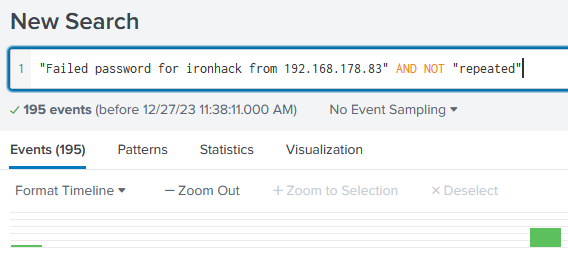 New Search
1 "Failed password for ironhack from 192.168.178.83" AND NOT "repeated"
✓ 195 events (before 12/27/23 11:38:11.000 AM) No Event Sampling ▾
Events (195) Patterns Statistics Visualization
Format Timeline ▾ — Zoom Out + Zoom to Selection × Deselect